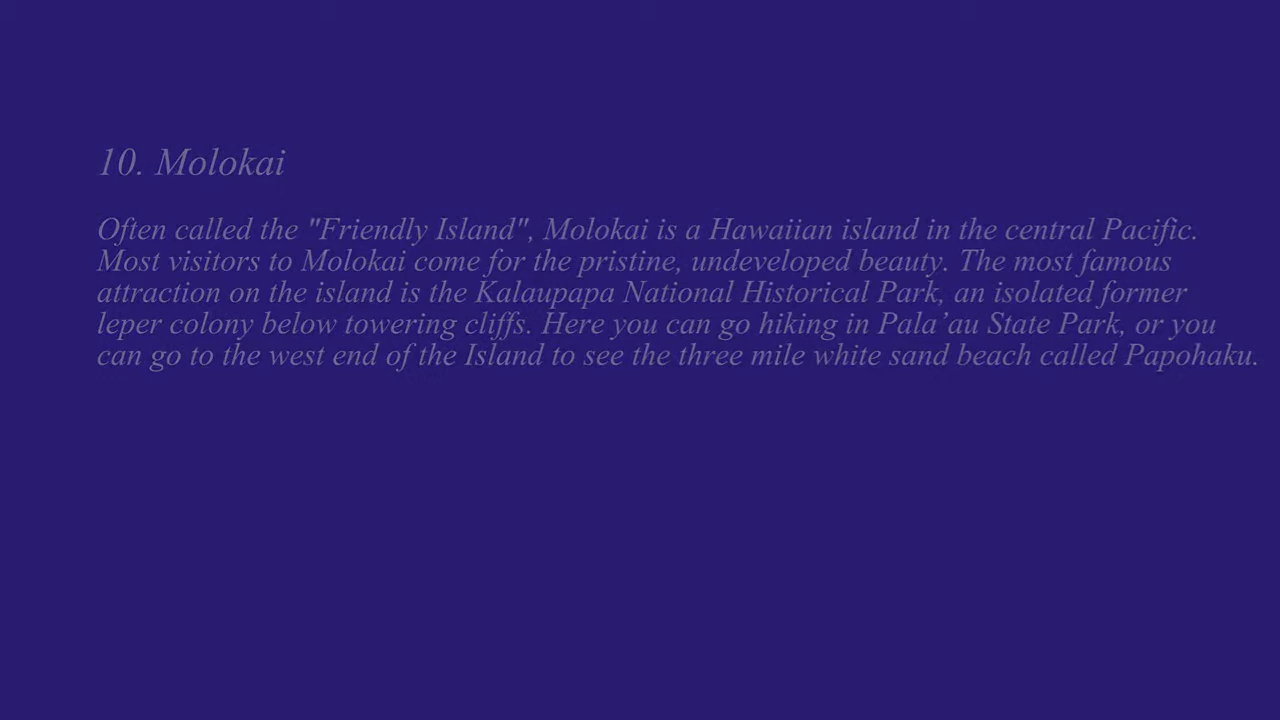 10. Molokai
Often called the "Friendly Island", Molokai is a Hawaiian island in the central Pacific.
Most visitors to Molokai come for the pristine, undeveloped beauty. The most famous
attraction on the island is the Kalaupapa National Historical Park, an isolated former
leper colony below towering cliffs. Here you can go hiking in Pala’au State Park, or you
can go to the west end of the Island to see the three mile white sand beach called Papohaku.